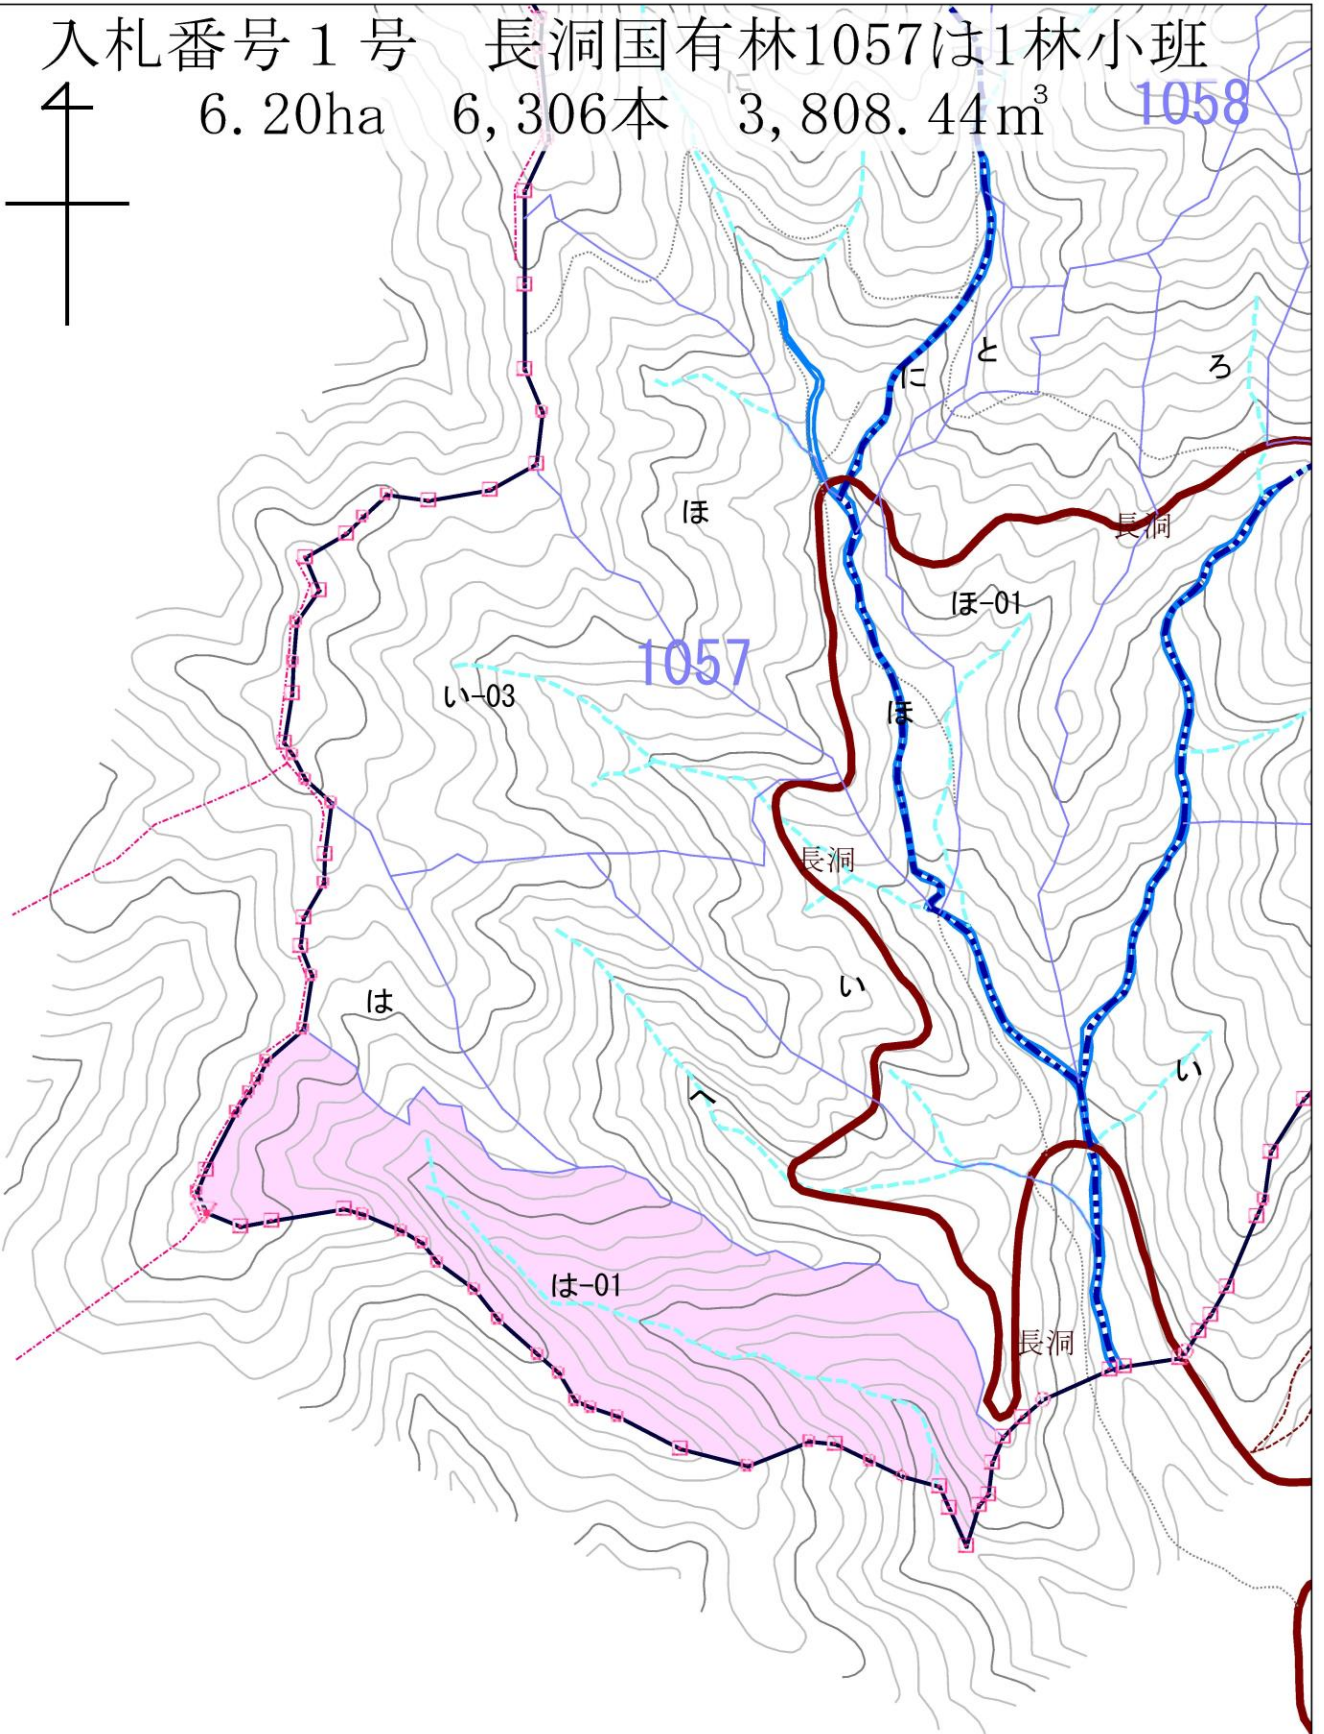 入札番号1号　長洞国有林1057は1林小班
6.20ha　6,306本　3,808.44m³
1058
と
に
ろ
ほ
長洞
ほ-01
1057
い-03
ほ
長洞
い
は
い
へ
は-01
長洞